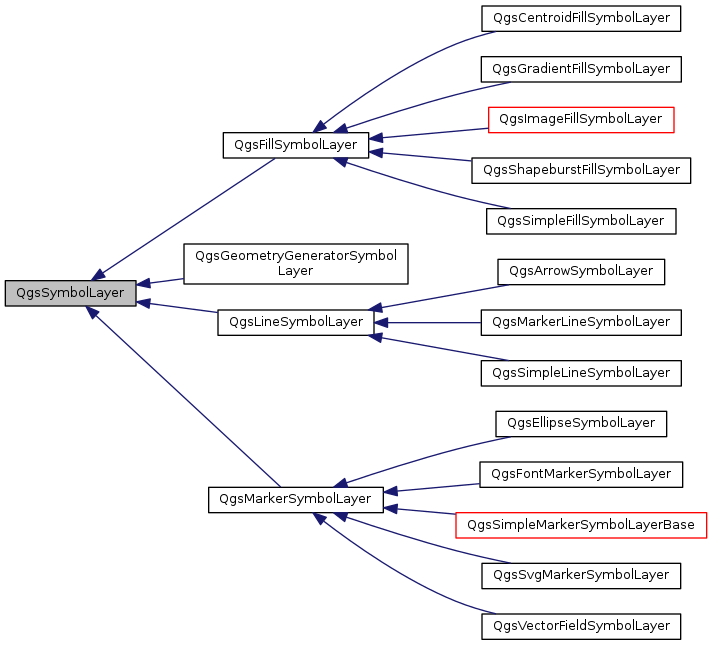 QgsCentroidFillSymbolLayer
QgsGradientFillSymbolLayer
QgsImageFillSymbolLayer
QgsFillSymbolLayer
QgsShapeburstFillSymbolLayer
QgsSimpleFillSymbolLayer
QgsGeometryGeneratorSymbol
Layer
QgsArrowSymbolLayer
QgsSymbolLayer
QgsLineSymbolLayer
QgsMarkerLineSymbolLayer
QgsSimpleLineSymbolLayer
QgsEllipseSymbolLayer
QgsFontMarkerSymbolLayer
QgsMarkerSymbolLayer
QgsSimpleMarkerSymbolLayerBase
QgsSvgMarkerSymbolLayer
QgsVectorFieldSymbolLayer